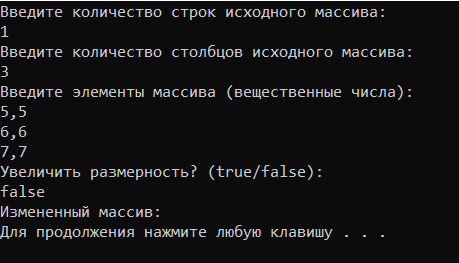 Введите количество строк исходного массива:
1
Введите количество столбцов исходного массива:
3
Введите элементы массива (вещественные числа):
5,5
6,6
7,7
Увеличить размерность? (true/false):
false
Измененный массив:
Для продолжения нажмите любую клавишу . . .